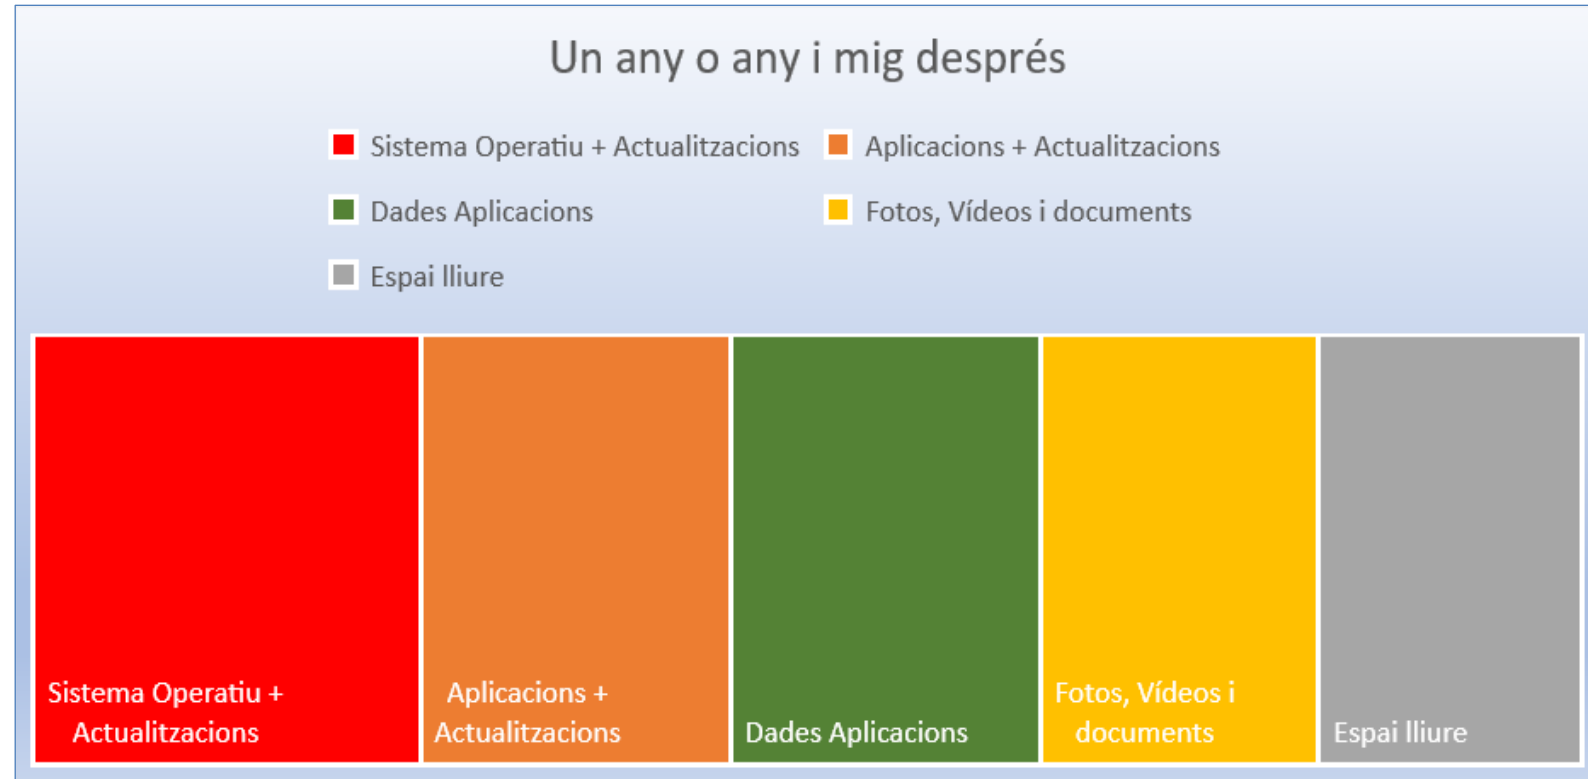 Un any o any i mig després
Sistema Operatiu + Actualitzacions
Aplicacions + Actualitzacions
Dades Aplicacions
Fotos, Vídeos i documents
Espai lliure
Sistema Operatiu +
Actualitzacions
Aplicacions +
Actualitzacions
Dades Aplicacions
Fotos, Vídeos i
documents
Espai lliure